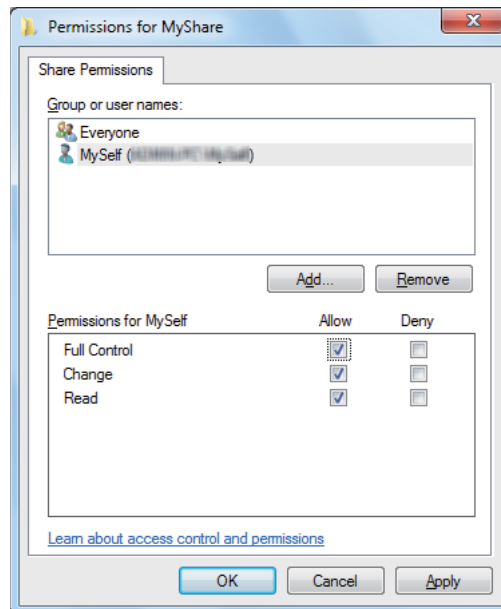 Permissions for MyShare
Share Permissions
Group or user names:
Everyone
MySelf (
Add... Remove
Permissions for MySelf Allow Deny
Full Control
Change
Read
Learn about access control and permissions
OK Cancel Apply